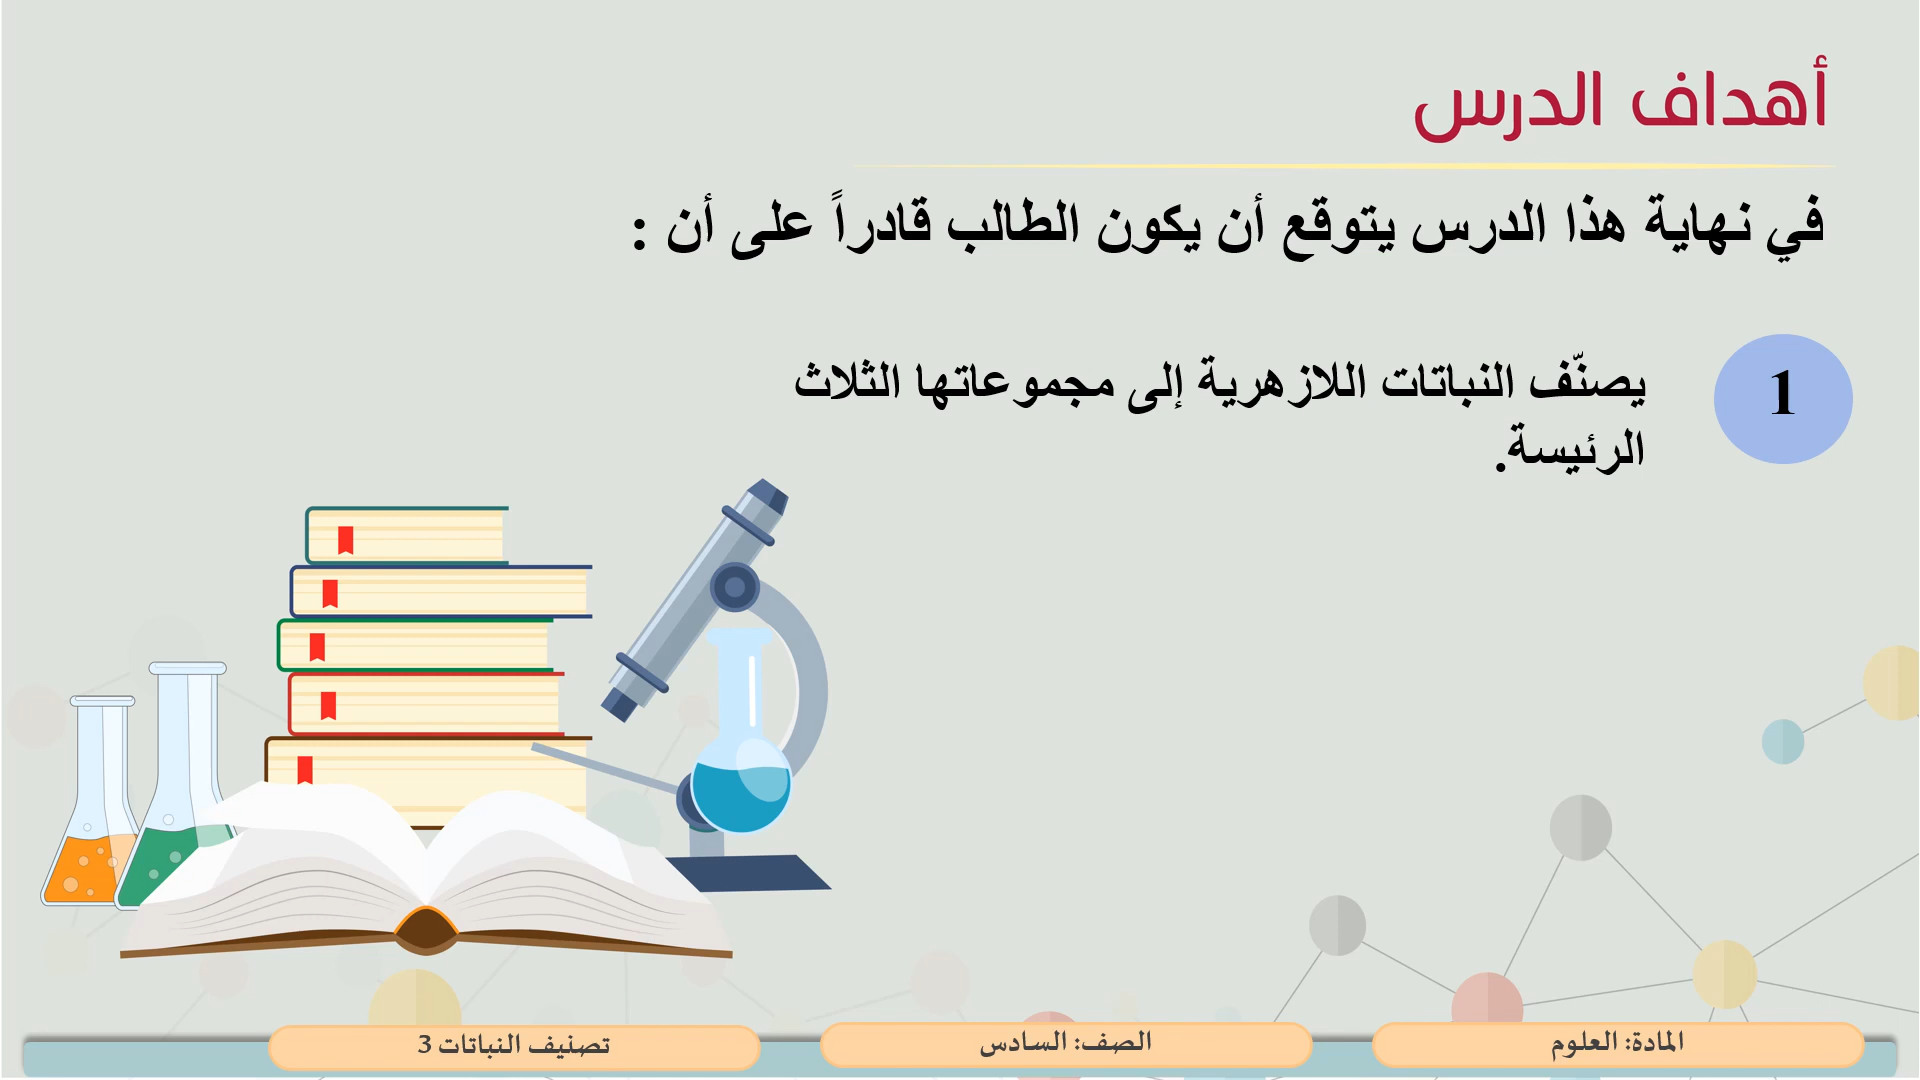 أهداف الدرس
في نهاية هذا الدرس يتوقع أن يكون الطالب قادراً على أن :
1
يصنّف النباتات اللازهرية إلى مجموعاتها الثلاث
الرئيسة.
المادة: العلوم
الصف: السادس
تصنيف النباتات 3